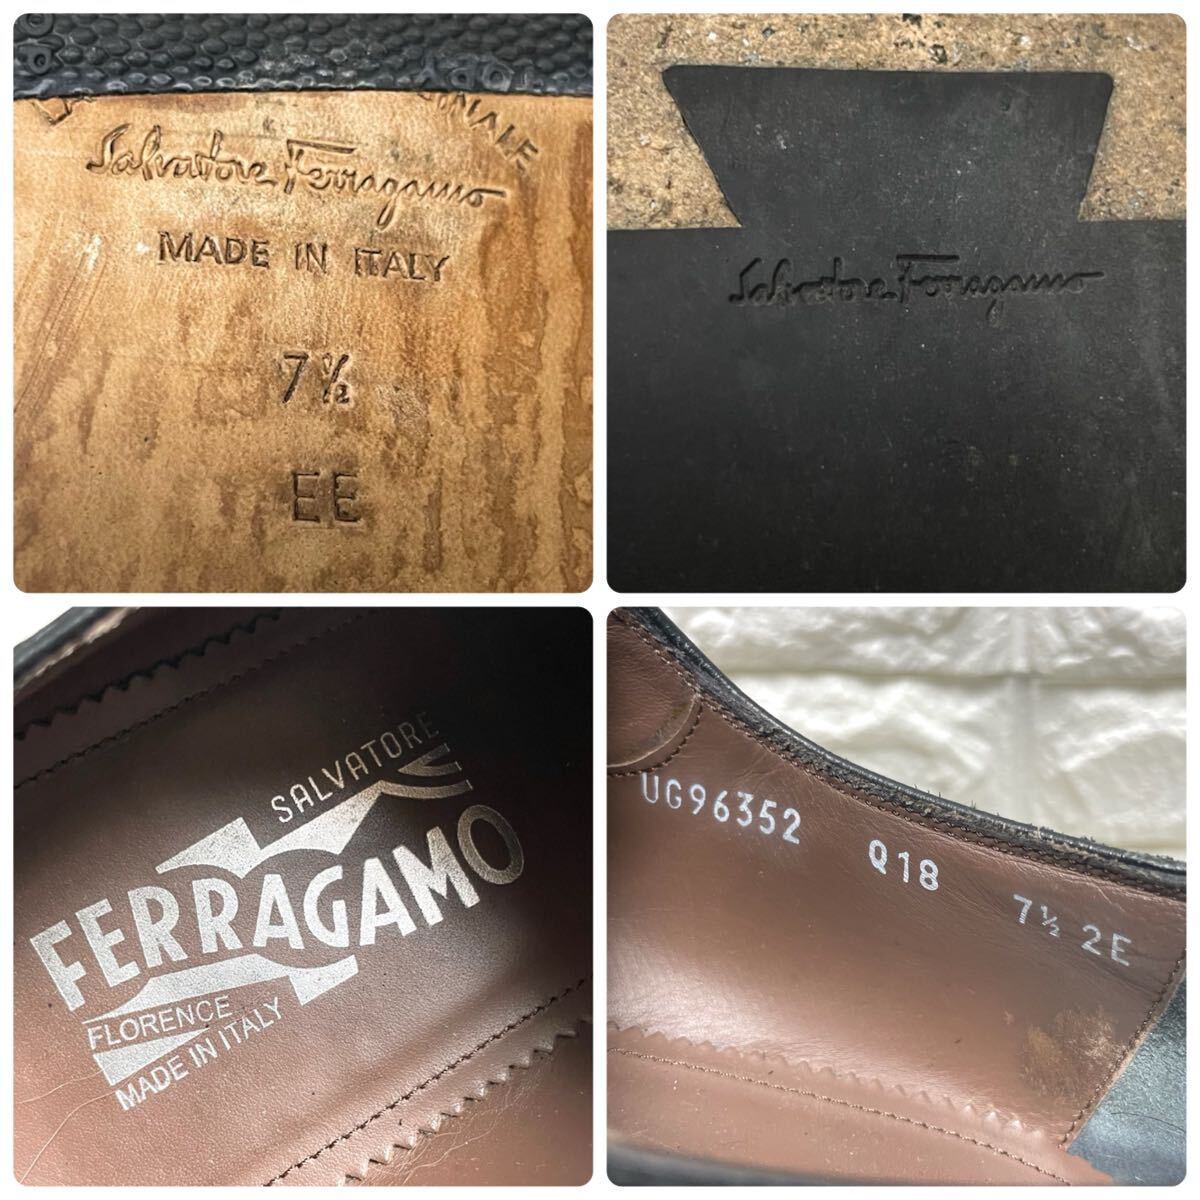 NALE
Salvatore Ferragamo
MADE IN ITALY
7½
EE
Salvatore Ferragamo
SALVATORE
FERRAGAMO
FLORENCE
MADE IN ITALY
UG96352 Q18 7½ 2E